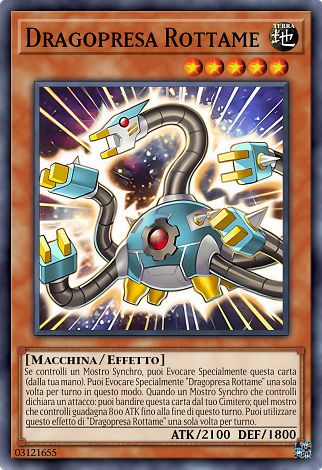 Dragopresa Rottame
TERRA
地
[Macchina/Effetto]
Se controlli un Mostro Synchro, puoi Evocare Specialmente questa carta
(dalla tua mano). Puoi Evocare Specialmente "Dragopresa Rottame" una sola
volta per turno in questo modo. Quando un Mostro Synchro che controlli
dichiara un attacco: puoi bandire questa carta dal tuo Cimitero; quel mostro
che controlli guadagna 800 ATK fino alla fine di questo turno. Puoi utilizzare
questo effetto di "Dragopresa Rottame" una sola volta per turno.
ATK/2100 DEF/1800
03121655